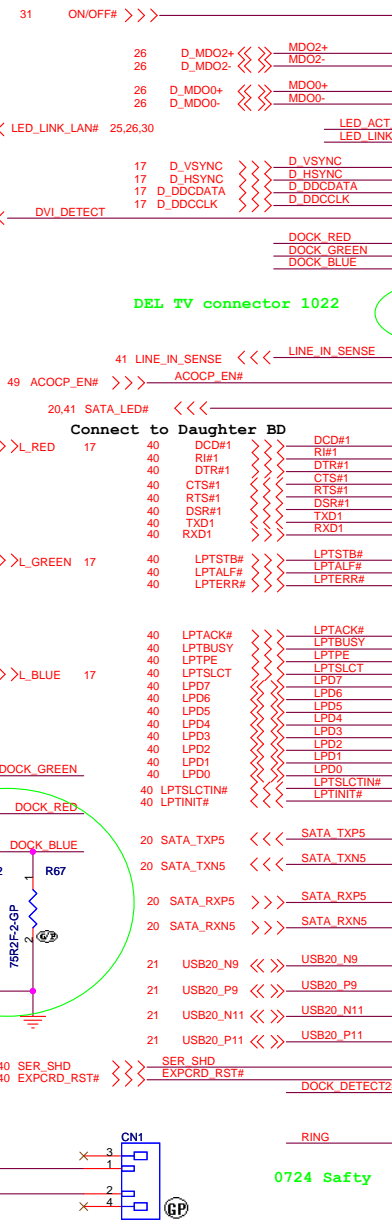 31 ON/OFF#
26 D_MDO2+ MDO2+
26 D_MDO2- MDO2-
26 D_MDO0+ MDO0+
26 D_MDO0- MDO0-
LED_LINK_LAN# 25,26,30
LED_ACT_
LED_LINK
17 D_VSYNC D_VSYNC
17 D_HSYNC D_HSYNC
17 D_DDCDATA D_DDCDATA
17 D_DDCCLK D_DDCCLK
DVI_DETECT
DOCK_RED
DOCK_GREEN
DOCK_BLUE
DEL TV connector 1022
41 LINE_IN_SENSE LINE_IN_SENSE
49 ACOCP_EN# ACOCP_EN#
20,41 SATA_LED#
Connect to Daughter BD
L_RED 17
40 DCD#1 DCD#1
40 RI#1 RI#1
40 DTR#1 DTR#1
40 CTS#1 CTS#1
40 RTS#1 RTS#1
40 DSR#1 DSR#1
40 TXD1 TXD1
40 RXD1 RXD1
L_GREEN 17
40 LPTSTB# LPTSTB#
40 LPTALF# LPTALF#
40 LPTERR# LPTERR#
40 LPTACK# LPTACK#
40 LPTBUSY LPTBUSY
40 LPTPE LPTPE
40 LPTSLCT LPTSLCT
L_BLUE 17
40 LPD7 LPD7
40 LPD6 LPD6
40 LPD5 LPD5
40 LPD4 LPD4
40 LPD3 LPD3
40 LPD2 LPD2
40 LPD1 LPD1
40 LPD0 LPD0
40 LPTSLCTIN# LPTSLCTIN#
40 LPTINIT# LPTINIT#
DOCK_GREEN
DOCK_RED
DOCK_BLUE
20 SATA_TXP5 SATA_TXP5
20 SATA_TXN5 SATA_TXN5
20 SATA_RXP5 SATA_RXP5
20 SATA_RXN5 SATA_RXN5
2 R67
1
75R2F-2-GP
2
G/P
21 USB20_N9 USB20_N9
21 USB20_P9 USB20_P9
21 USB20_N11 USB20_N11
21 USB20_P11 USB20_P11
40 SER_SHD SER_SHD
40 EXPCRD_RST# EXPCRD_RST#
DOCK_DETECT2
CN1
3
1
2
4
GP
RING
0724 Safty